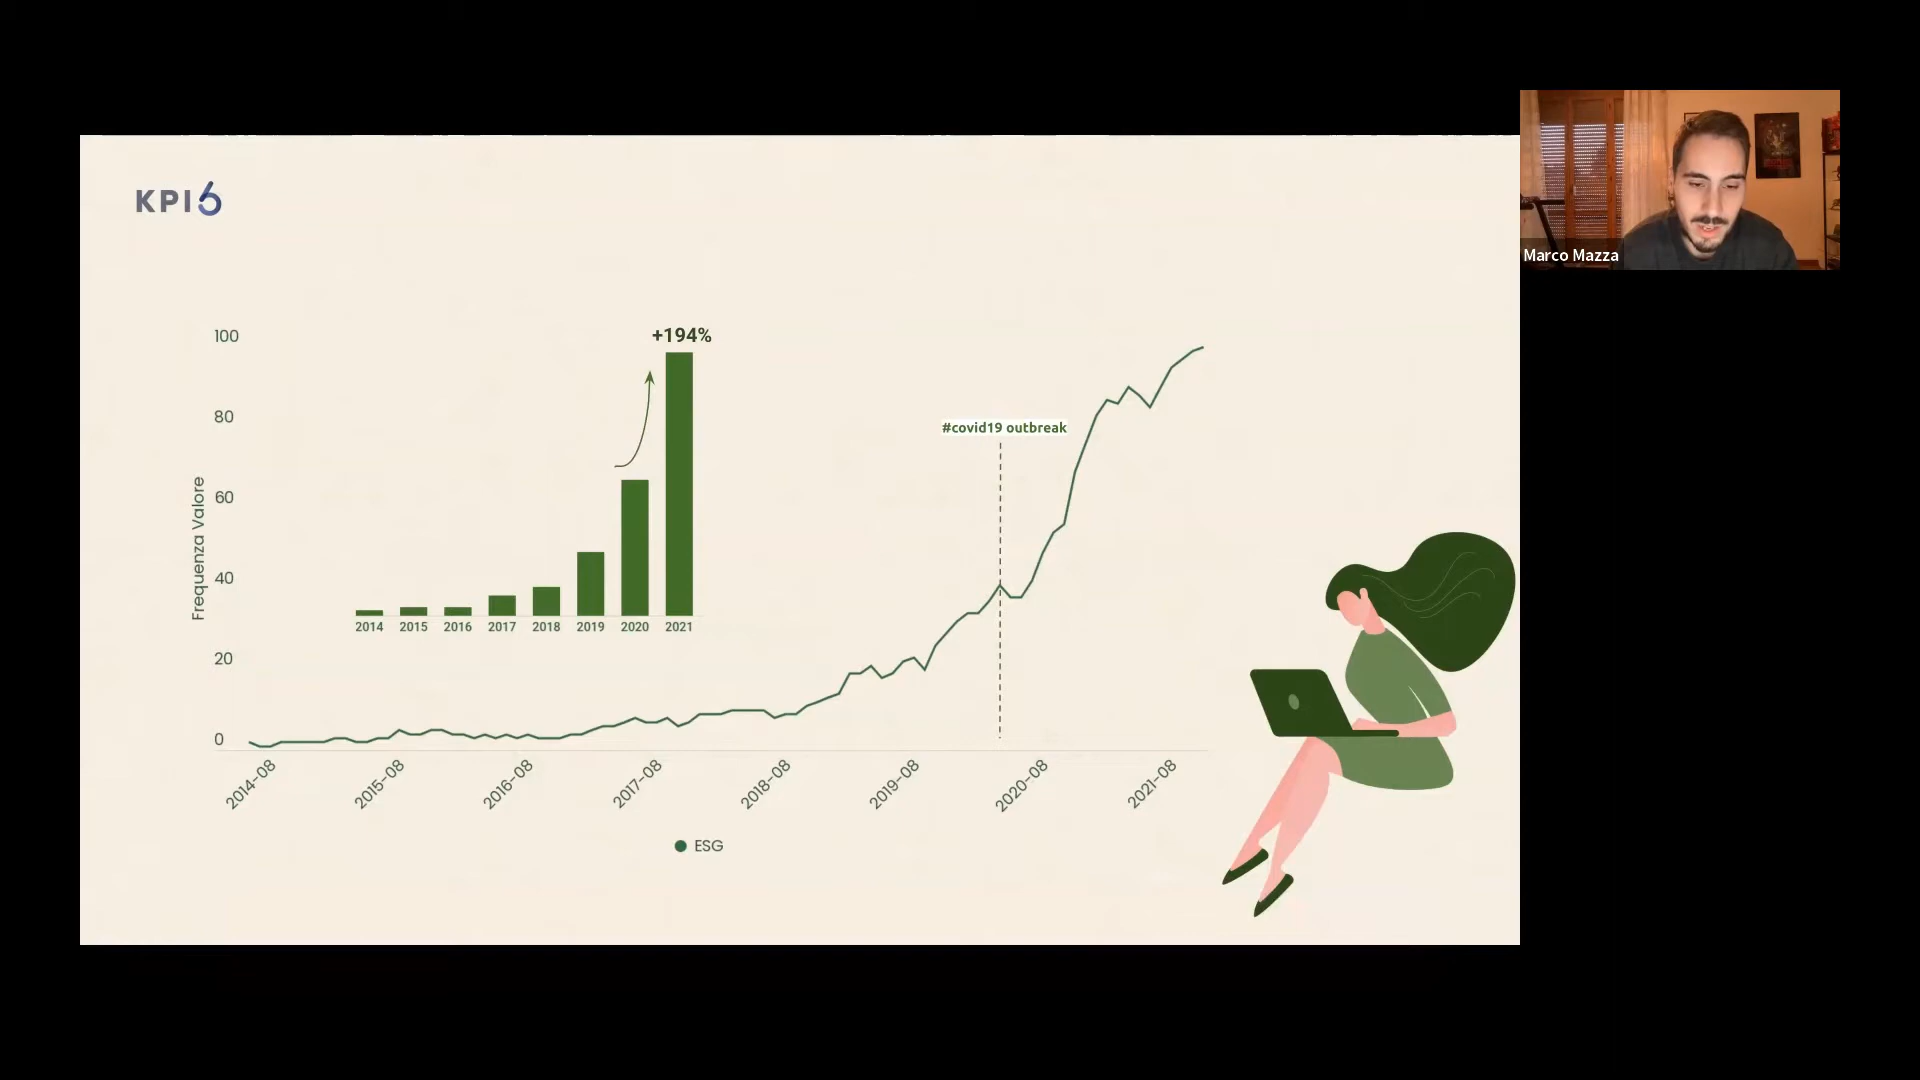 KPI6
Marco Mazza
+194%
#covid19 outbreak
Frequenza Valore
100
80
60
40
20
0
2014 2015 2016 2017 2018 2019 2020 2021
2014-08 2015-08 2016-08 2017-08 2018-08 2019-08 2020-08 2021-08
ESG